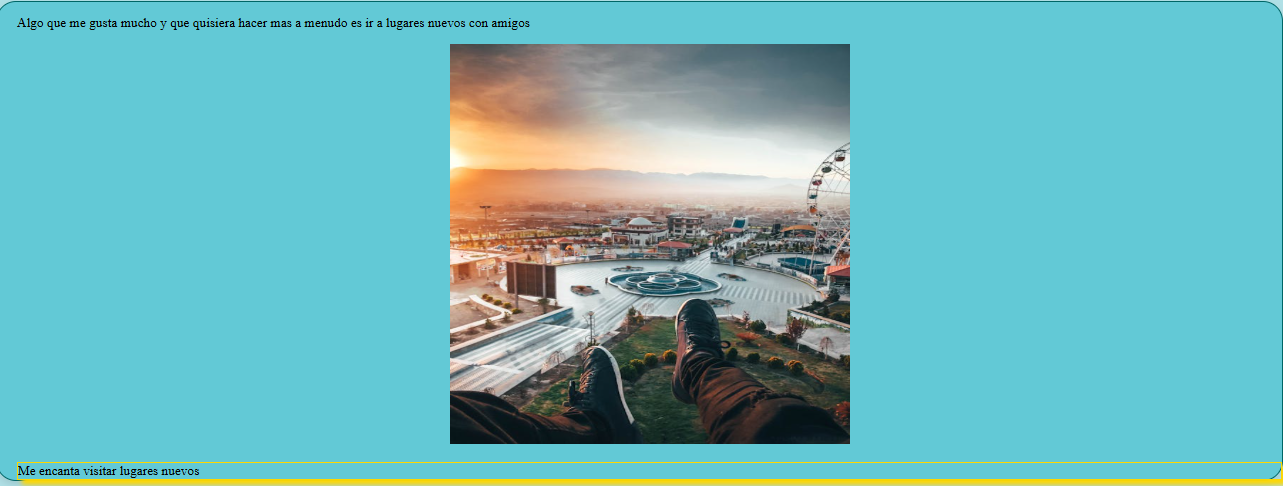 Algo que me gusta mucho y que quisiera hacer mas a menudo es ir a lugares nuevos con amigos
Me encanta visitar lugares nuevos